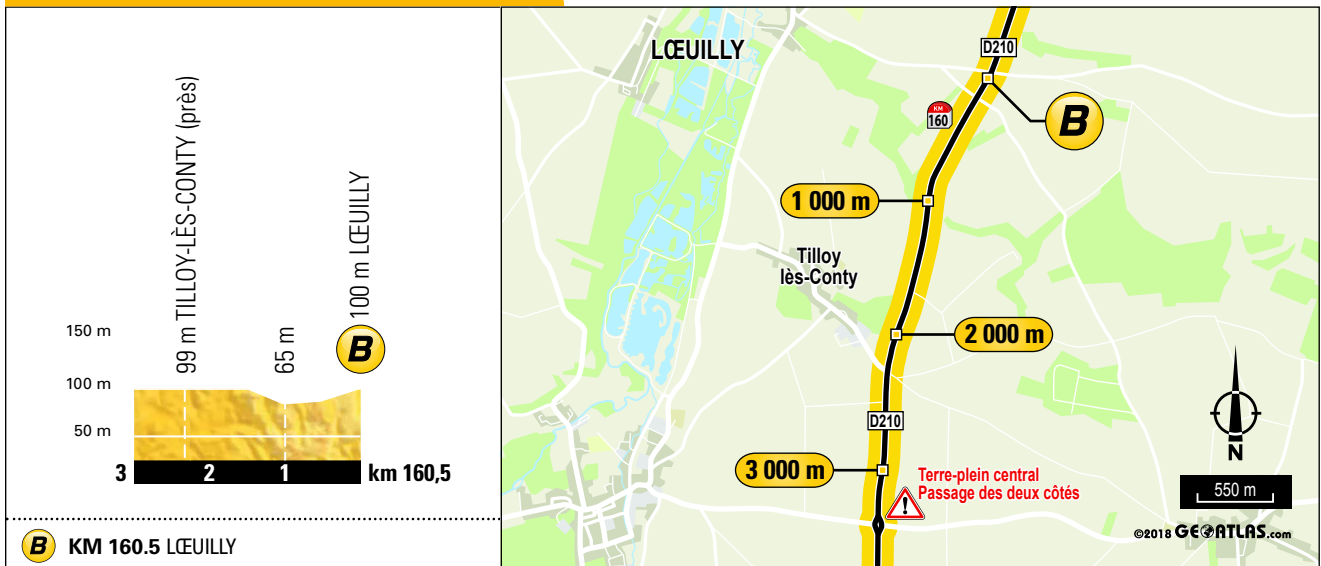 99 m TILLOY-LÈS-CONTY (près)
65 m
100 m LŒUILLY
B
150 m
100 m
50 m
3 2 1 km 160,5
B KM 160.5 LŒUILLY
LŒUILLY
D210
KM
160
B
1 000 m
Tilloy
lès-Conty
2 000 m
D210
3 000 m
Terre-plein central
Passage des deux côtés
!
N
550 m
©2018 GEOATLAS.com